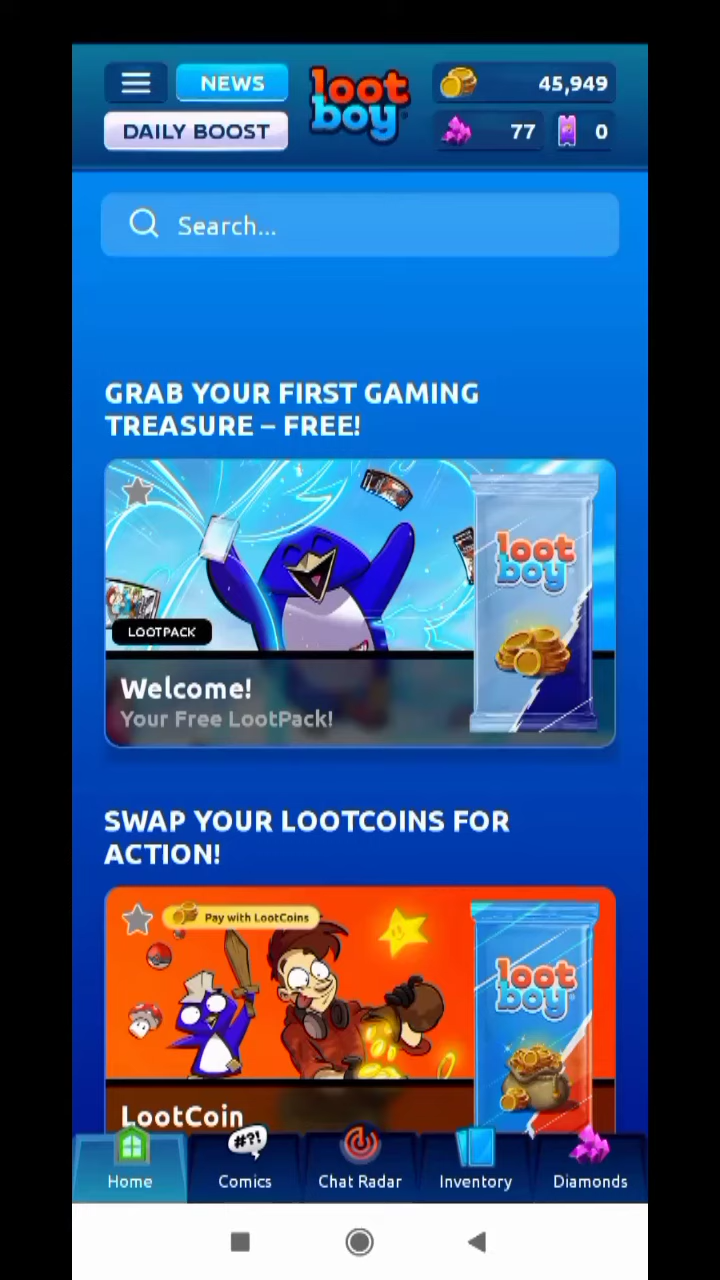 NEWS
loot
boy
45,949
DAILY BOOST
77
0
Search...
GRAB YOUR FIRST GAMING
TREASURE – FREE!
loot
boy
LOOTPACK
Welcome!
Your Free LootPack!
SWAP YOUR LOOTCOINS FOR
ACTION!
Pay with LootCoins
loot
boy
LootCoin
#?!
Home
Comics
Chat Radar
Inventory
Diamonds